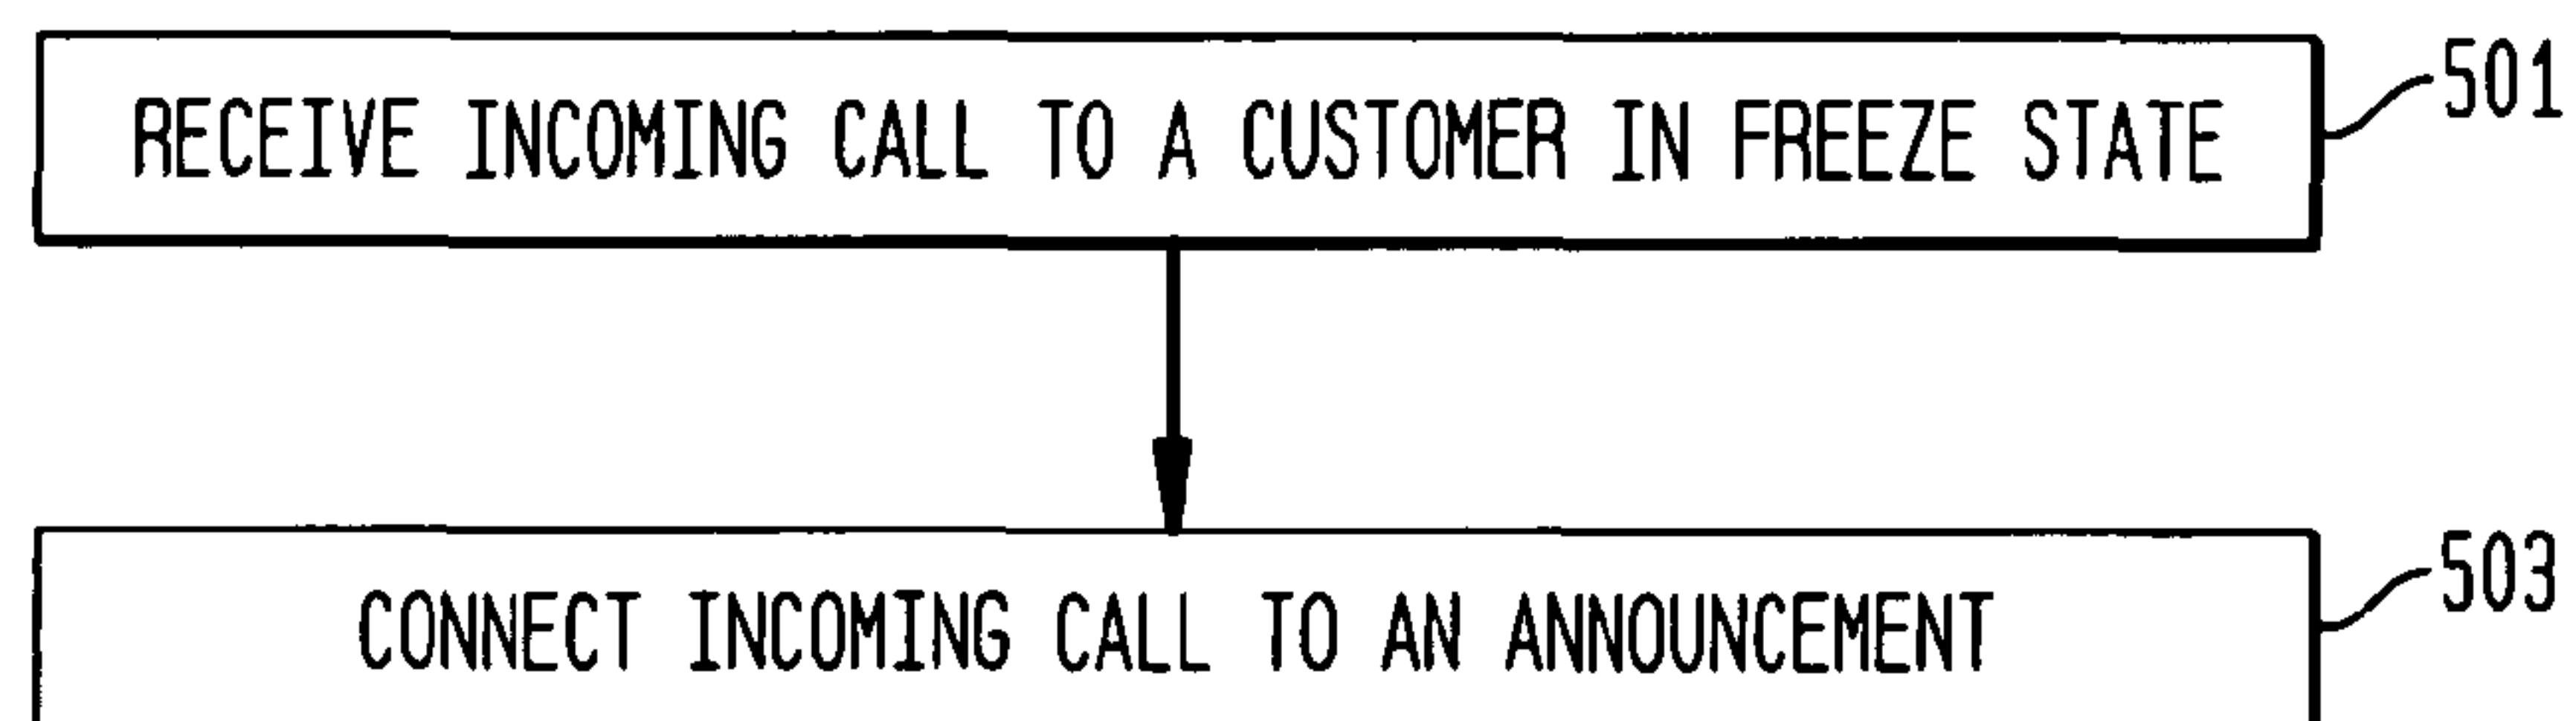 RECEIVE INCOMING CALL TO A CUSTOMER IN FREEZE STATE
501
CONNECT INCOMING CALL TO AN ANNOUNCEMENT
503